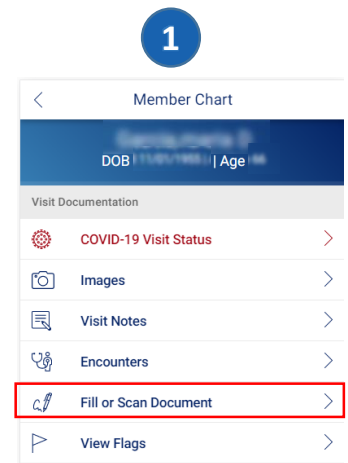 1
Member Chart
DOB | Age
Visit Documentation
COVID-19 Visit Status
Images
Visit Notes
Encounters
Fill or Scan Document
View Flags